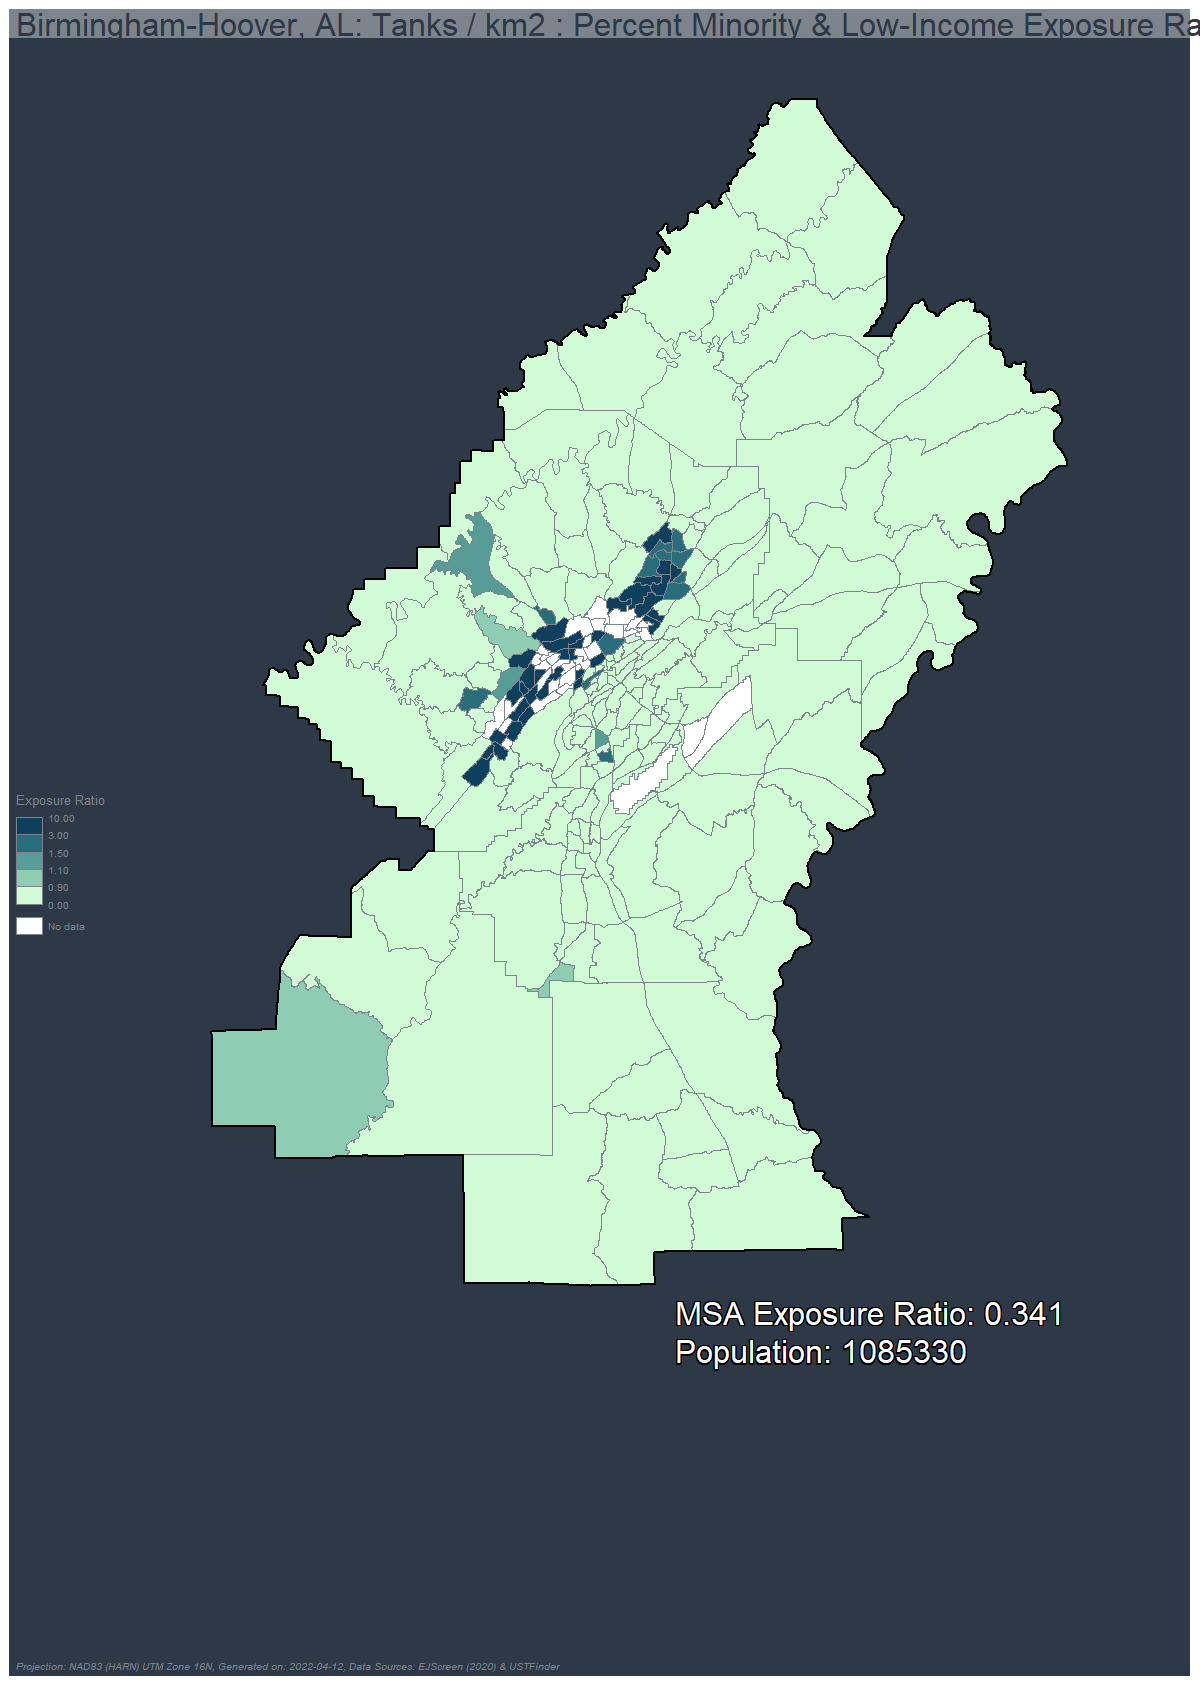 Birmingham-Hoover, AL: Tanks / km2 : Percent Minority & Low-Income Exposure Ra
Exposure Ratio
10.00
3.00
1.50
1.10
0.90
0.00
No data
MSA Exposure Ratio: 0.341
Population: 1085330
Projection: NAD83 (HARN) UTM Zone 16N, Generated on: 2022-04-12, Data Sources: EJScreen (2020) & USTFinder